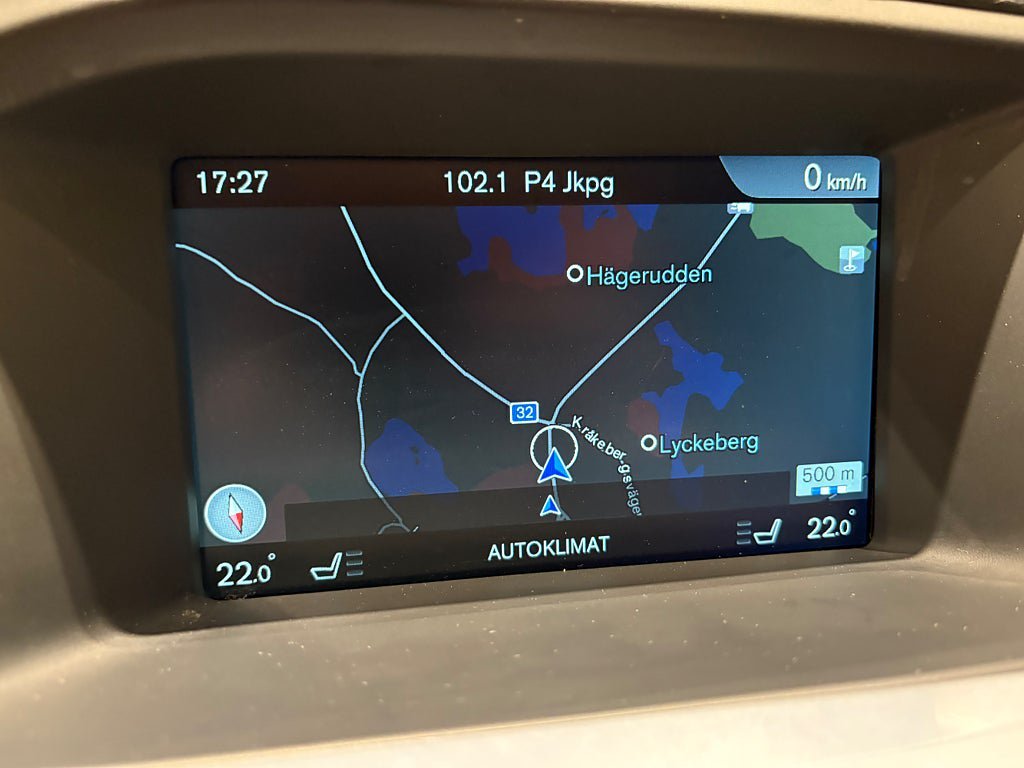 17:27
102.1 P4 Jkpg
0 km/h
Hägerudden
32
Kråkebergsvägen
Lyckeberg
500 m
22.0°
AUTOKLIMAT
22.0°